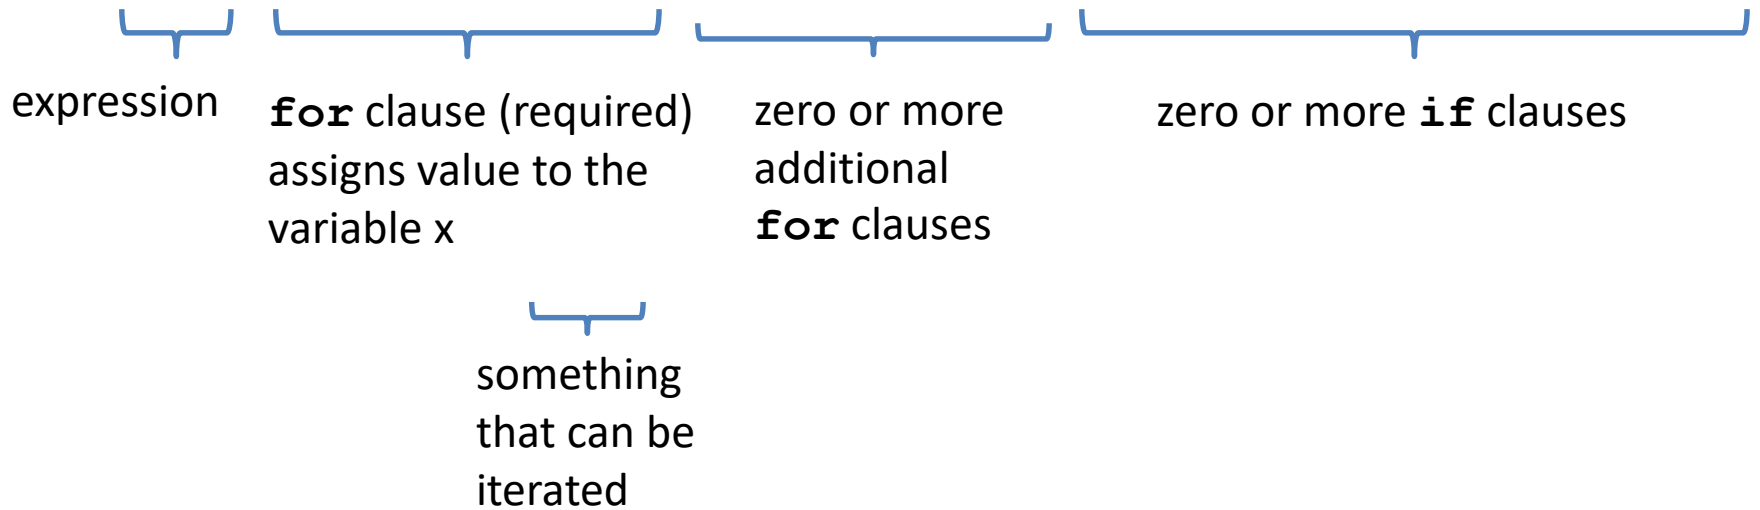 expression
for clause (required)
assigns value to the
variable x
zero or more
additional
for clauses
zero or more if clauses
something
that can be
iterated